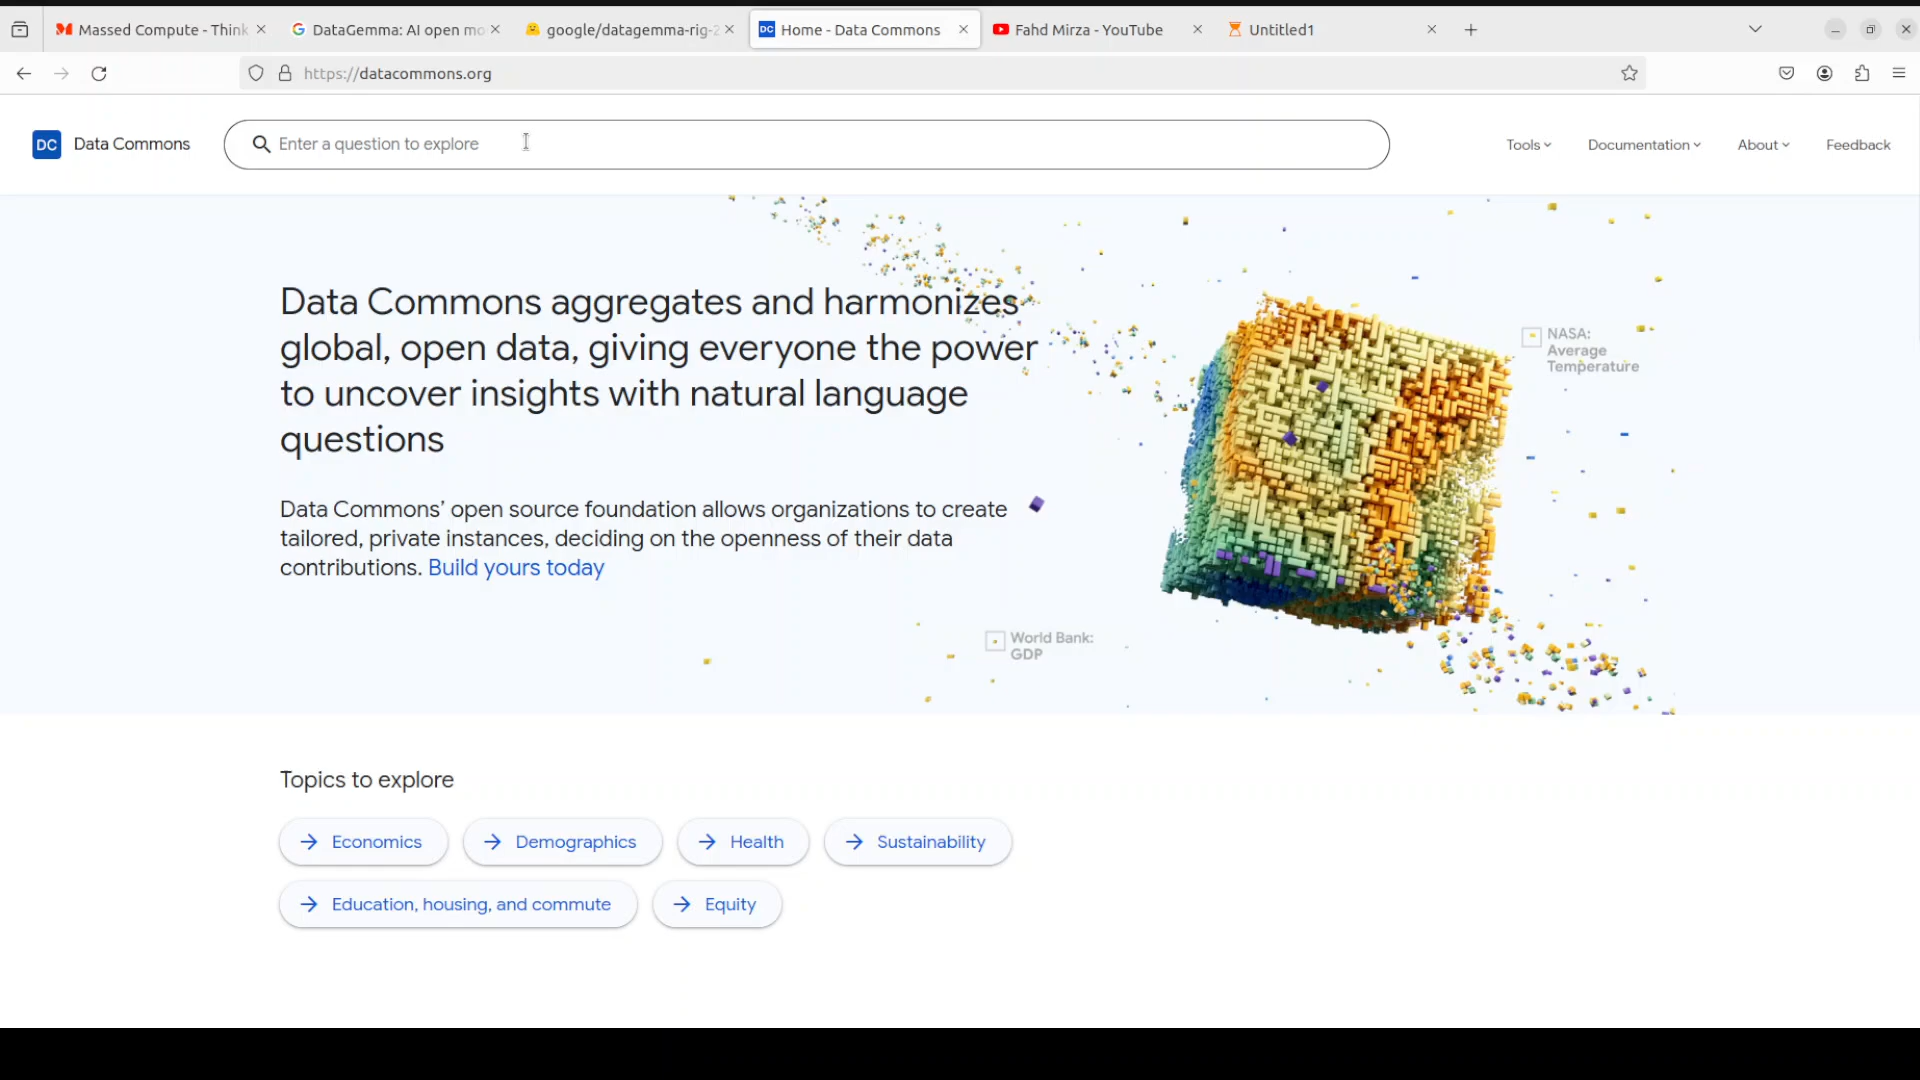 Massed Compute - Think
DataGemma: AI open mo
google/datagemma-rig-2
DC Home - Data Commons
Fahd Mirza - YouTube
Untitled1
https://datacommons.org
DC Data Commons
Enter a question to explore
Tools
Documentation
About
Feedback
Data Commons aggregates and harmonizes
global, open data, giving everyone the power
to uncover insights with natural language
questions
NASA:
Average
Temperature
Data Commons’ open source foundation allows organizations to create
tailored, private instances, deciding on the openness of their data
contributions. Build yours today
World Bank:
GDP
Topics to explore
Economics
Demographics
Health
Sustainability
Education, housing, and commute
Equity